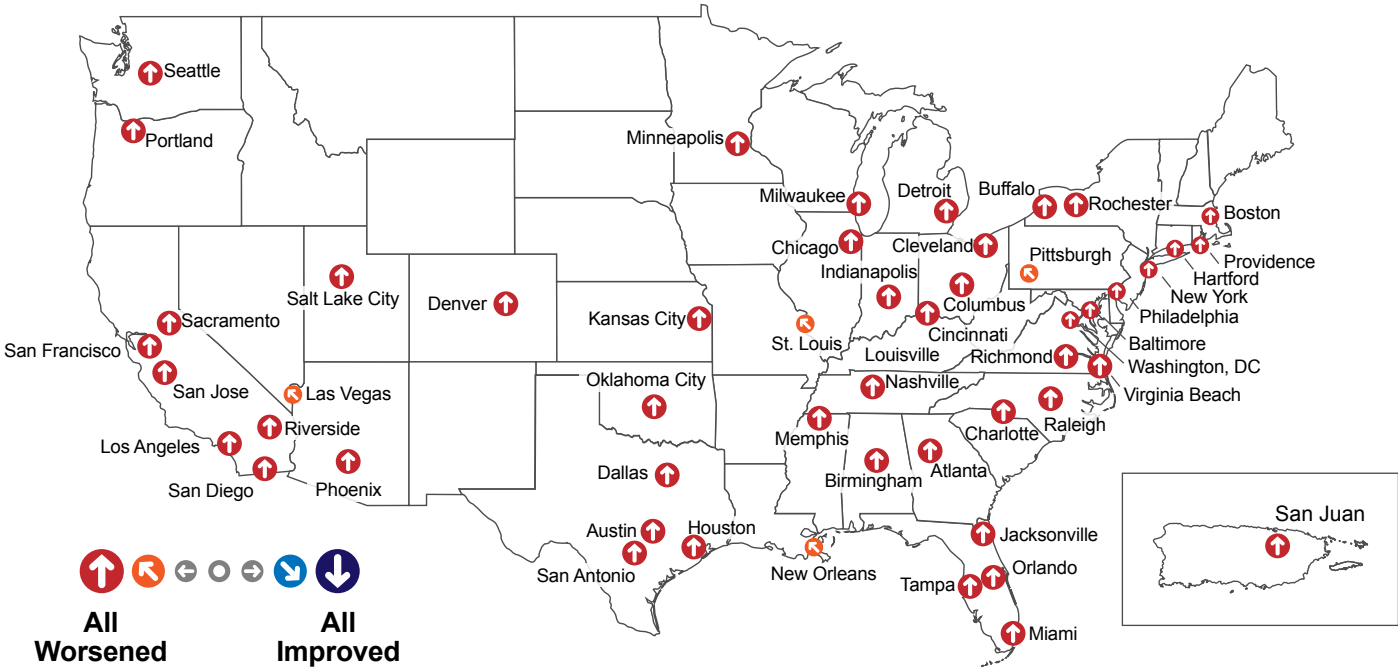 Seattle
Portland
Minneapolis
Milwaukee
Detroit
Buffalo
Rochester
Boston
Chicago
Cleveland
Pittsburgh
Providence
Indianapolis
Hartford
Salt Lake City
Denver
Columbus
New York
Sacramento
Kansas City
Philadelphia
San Francisco
St. Louis
Cincinnati
Baltimore
Louisville
Richmond
Washington, DC
San Jose
Las Vegas
Oklahoma City
Nashville
Virginia Beach
Riverside
Los Angeles
Memphis
Charlotte
Raleigh
San Diego
Phoenix
Dallas
Birmingham
Atlanta
Austin
Houston
Jacksonville
San Juan
San Antonio
New Orleans
Orlando
Tampa
Miami
All
Worsened
All
Improved